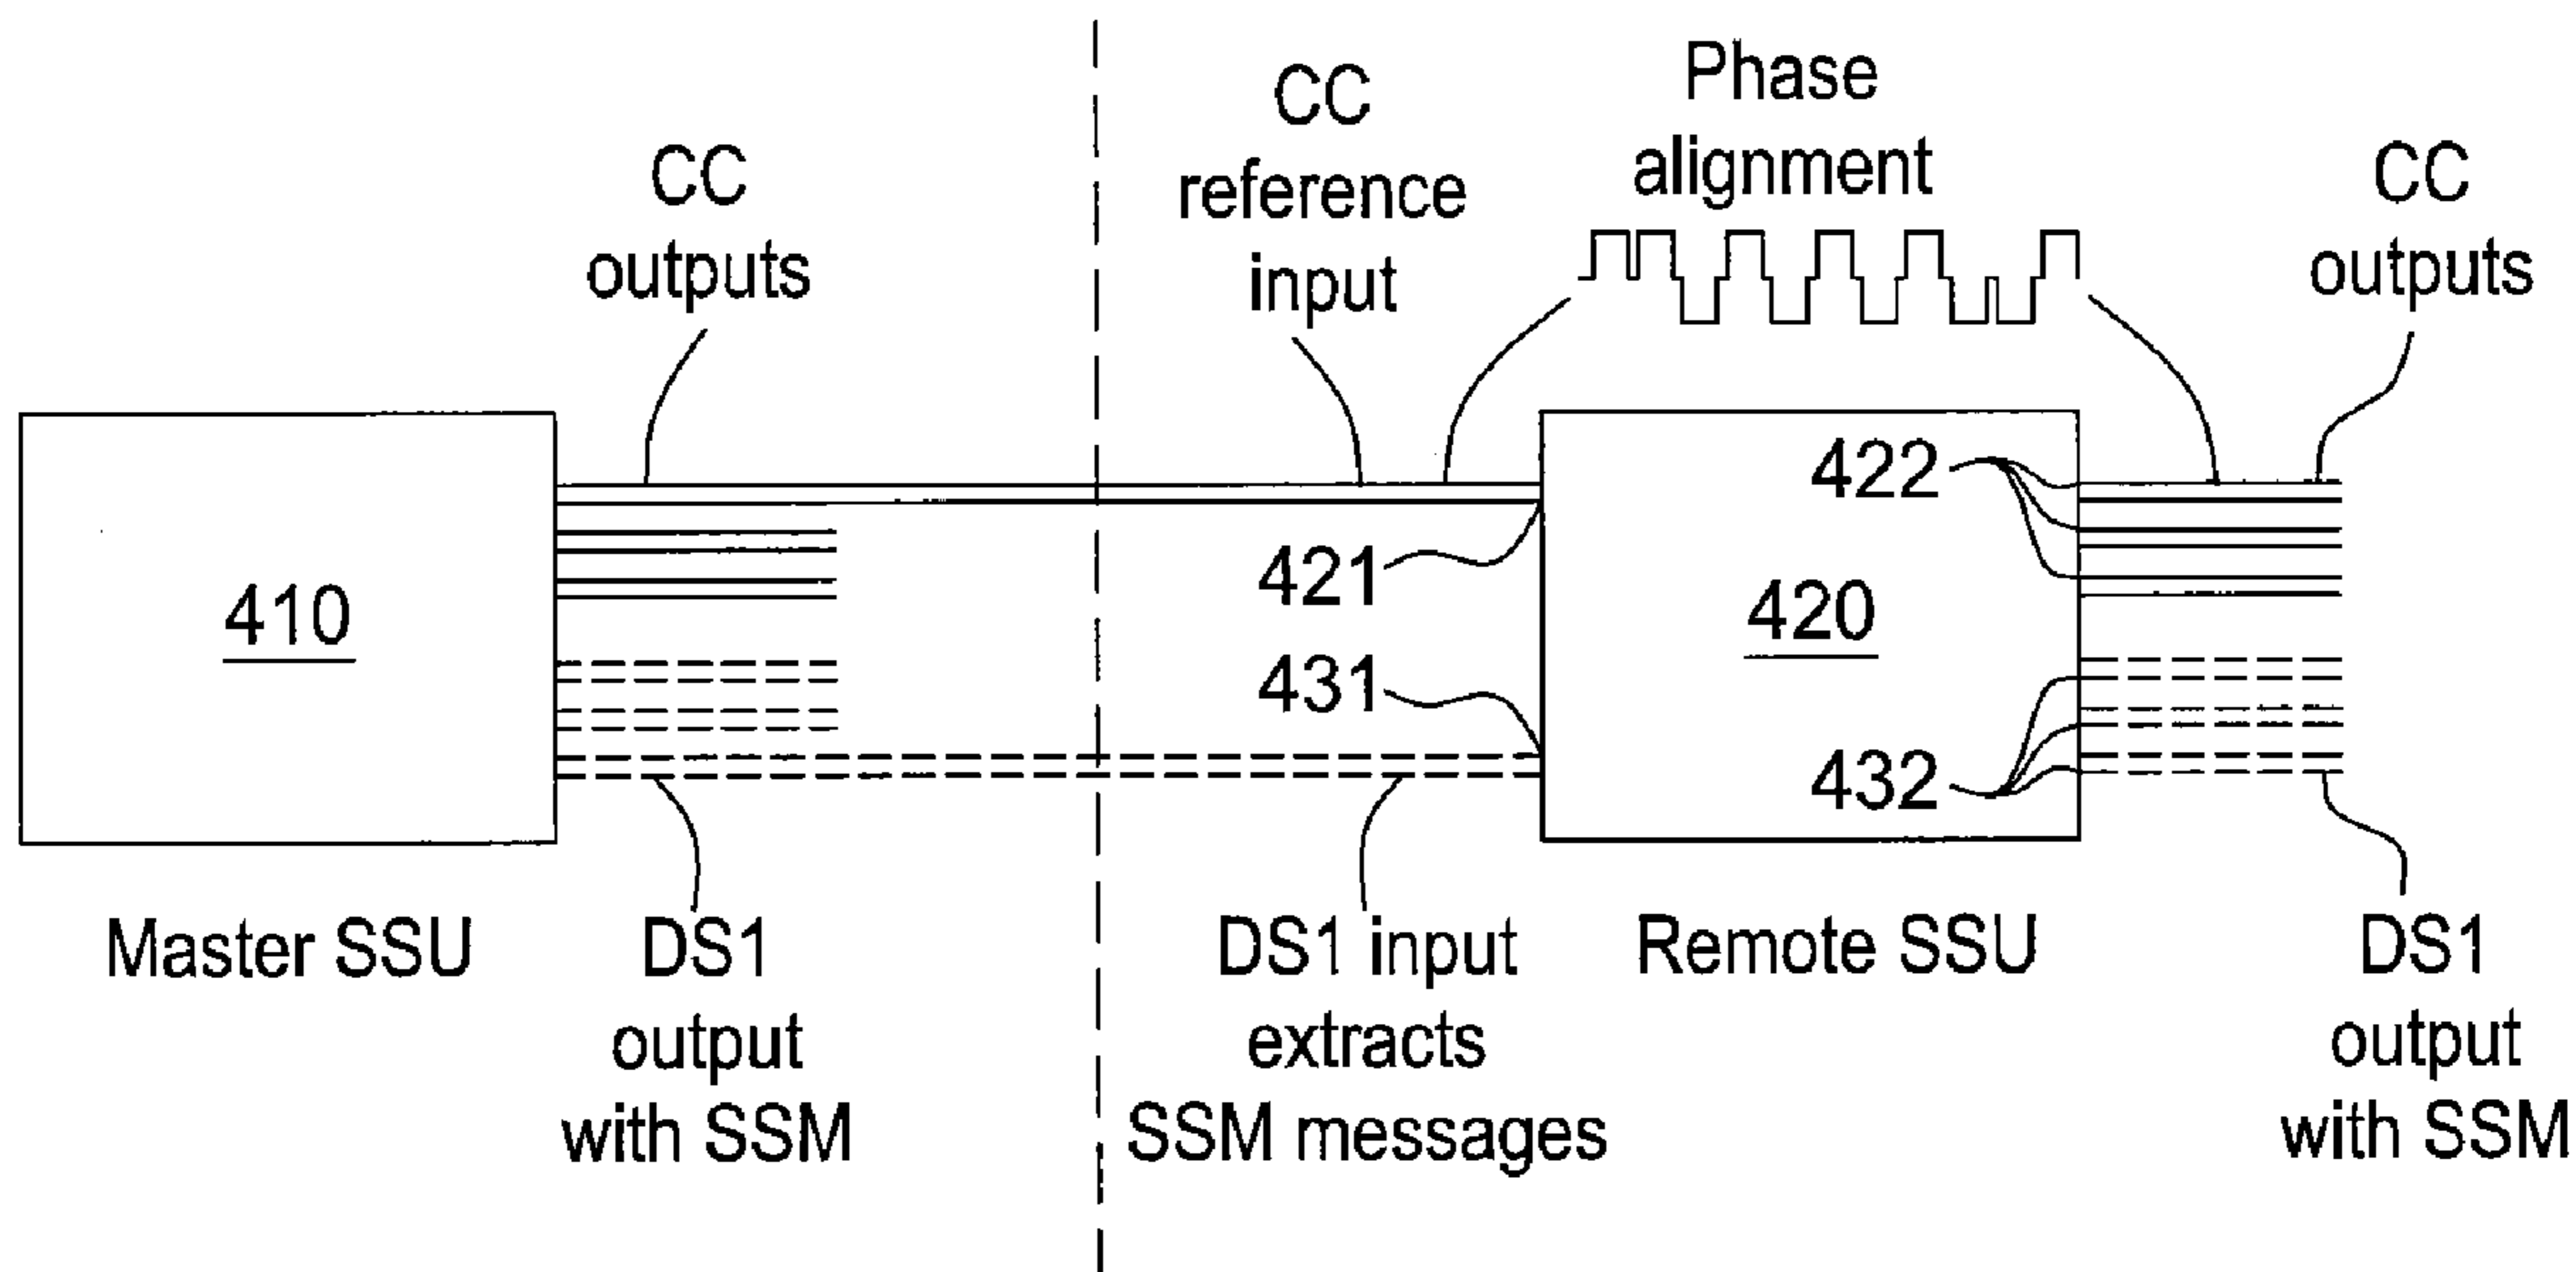 CC
outputs
CC
reference
input
Phase
alignment
CC
outputs
410
421
431
422
420
432
Master SSU
DS1
output
with SSM
DS1 input
extracts
SSM messages
Remote SSU
DS1
output
with SSM